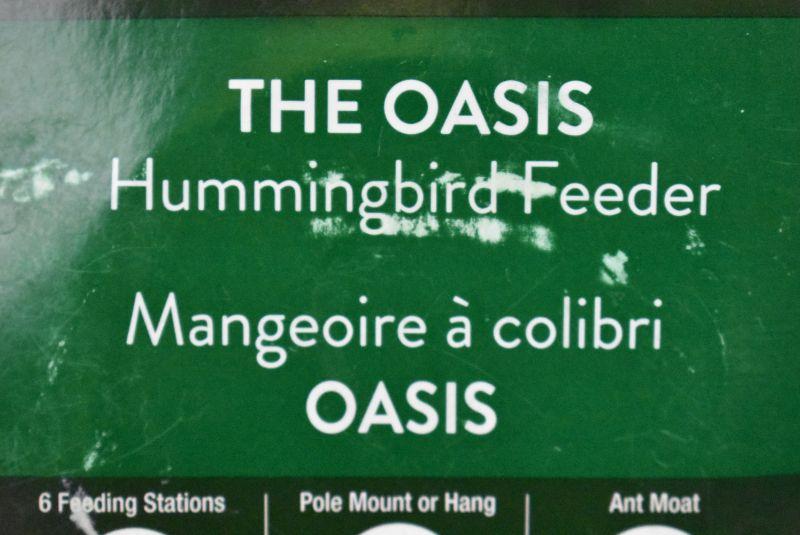 THE OASIS
Hummingbird Feeder
Mangeoire à colibri
OASIS
6 Feeding Stations
Pole Mount or Hang
Ant Moat